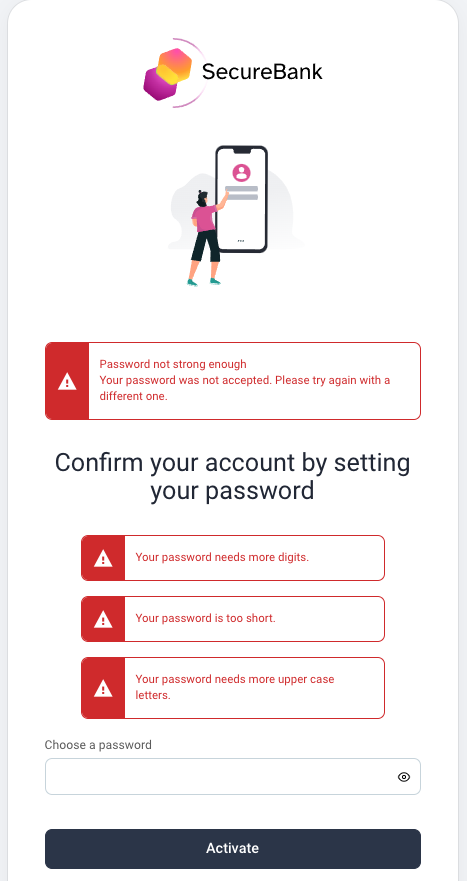 SecureBank
Password not strong enough
Your password was not accepted. Please try again with a
different one.
Confirm your account by setting
your password
Your password needs more digits.
Your password is too short.
Your password needs more upper case
letters.
Choose a password
Activate